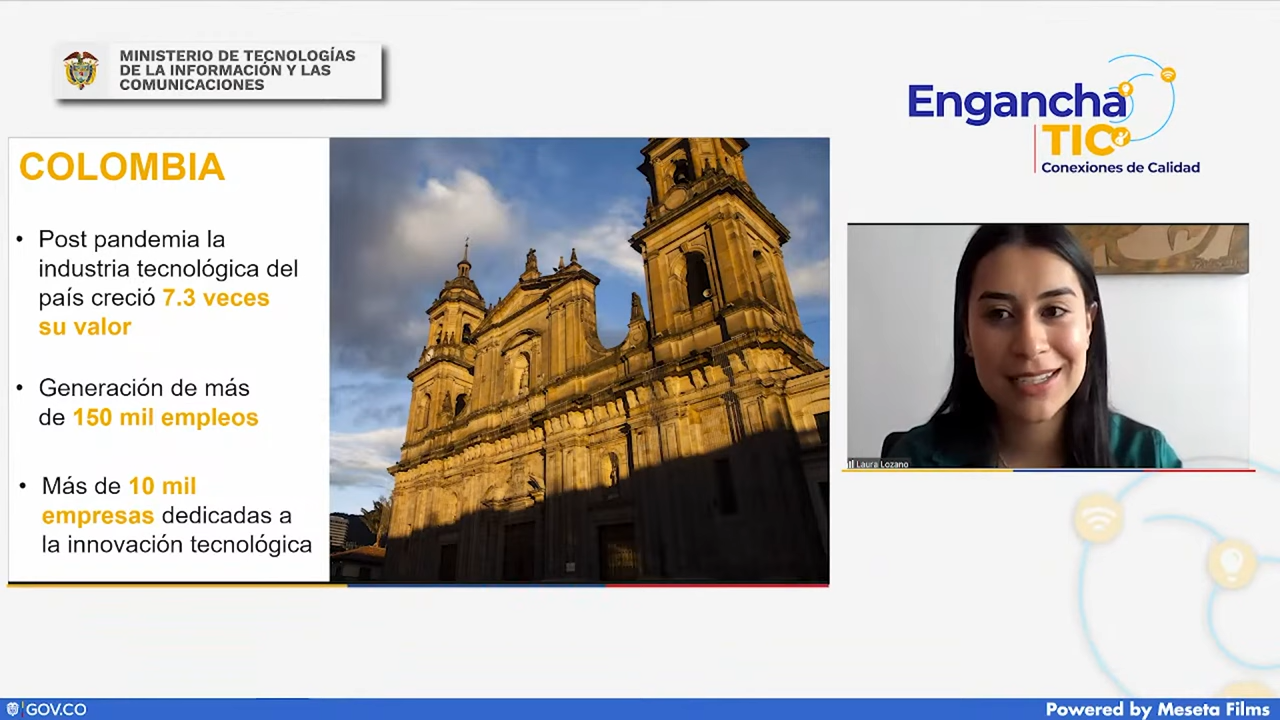 MINISTERIO DE TECNOLOGÍAS
DE LA INFORMACIÓN Y LAS
COMUNICACIONES
Engancha
TIC
Conexiones de Calidad
COLOMBIA
• Post pandemia la
industria tecnológica del
país creció 7.3 veces
su valor
• Generación de más
de 150 mil empleos
• Más de 10 mil
empresas dedicadas a
la innovación tecnológica
Laura Lozano
GOV.CO
Powered by Meseta Films